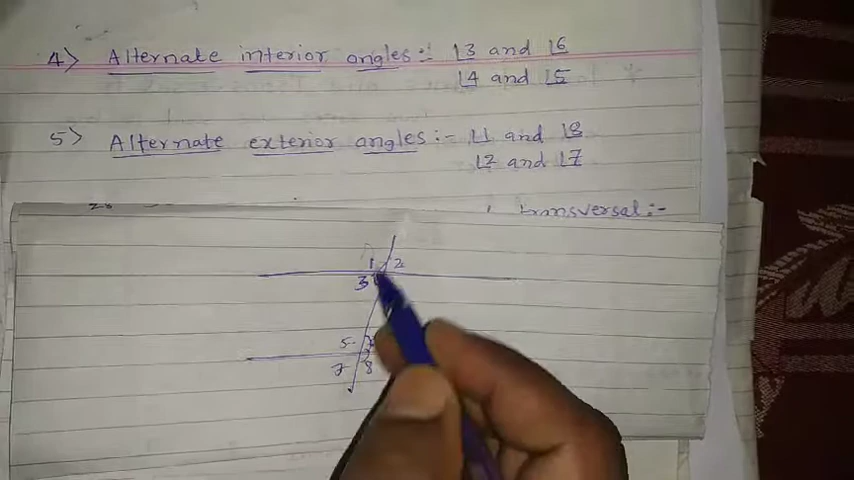 4> Alternate interior angles :- ∠3 and ∠6
∠4 and ∠5
5> Alternate exterior angles :- ∠1 and ∠8
∠2 and ∠7
transversal :-
1 2
3
5
7 8